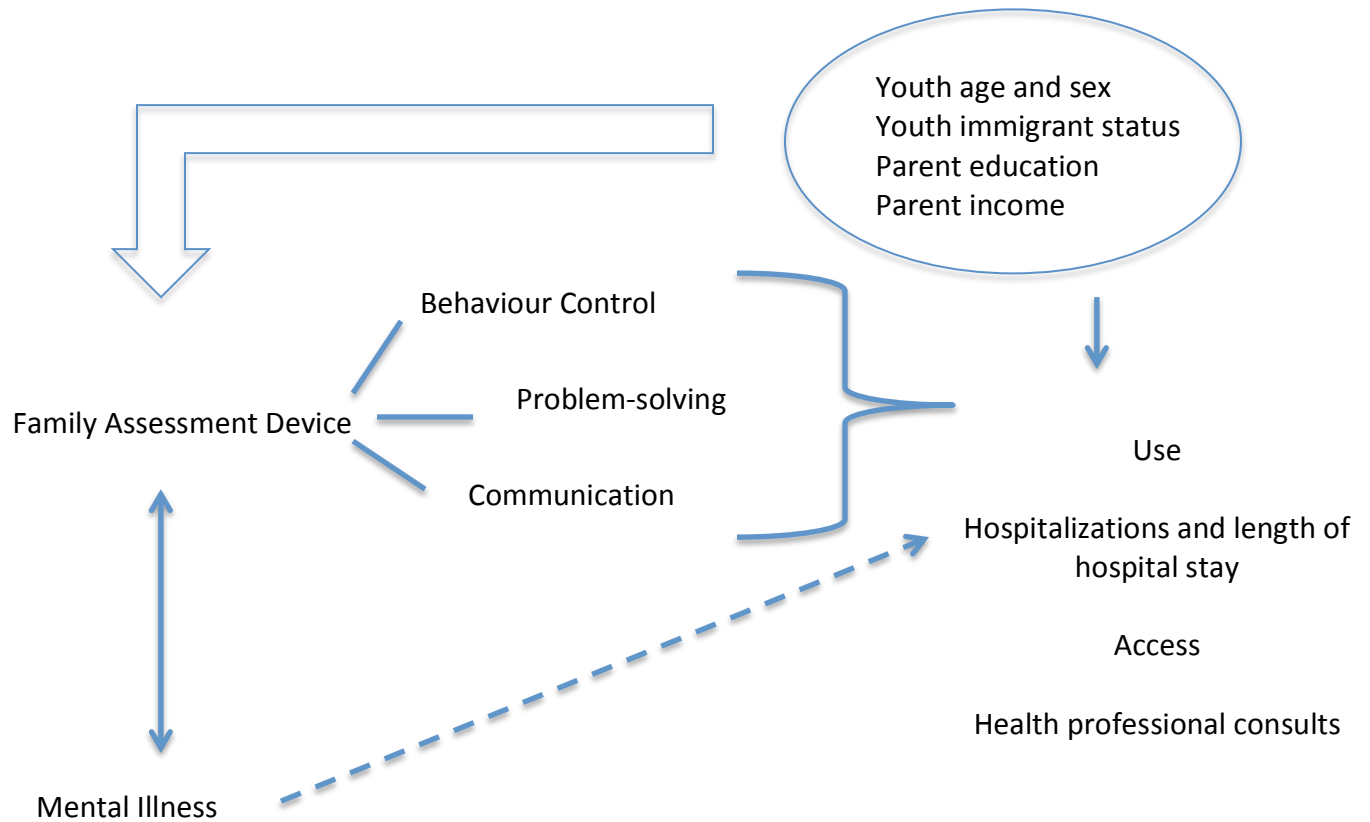 Youth age and sex
Youth immigrant status
Parent education
Parent income
Behaviour Control
Problem-solving
Family Assessment Device
Communication
Use
Hospitalizations and length of
hospital stay
Access
Health professional consults
Mental Illness